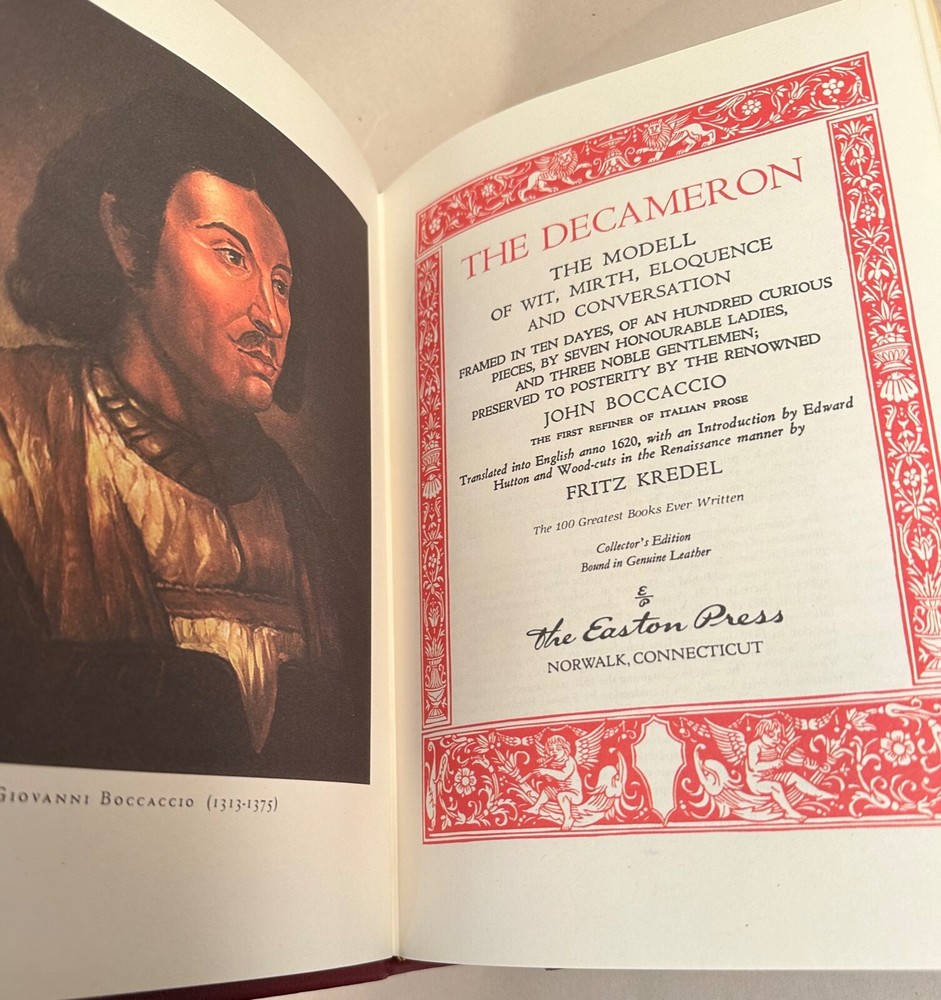 GIOVANNI BOCCACCIO (1313-1375)
THE DECAMERON
THE MODELL
OF WIT, MIRTH, ELOQUENCE
AND CONVERSATION
FRAMED IN TEN DAYES, OF AN HUNDRED CURIOUS
PIECES, BY SEVEN HONOURABLE LADIES,
AND THREE NOBLE GENTLEMEN;
PRESERVED TO POSTERITY BY THE RENOWNED
JOHN BOCCACCIO
THE FIRST REFINER OF ITALIAN PROSE
Translated into English anno 1620, with an Introduction by Edward
Hutton and Wood-cuts in the Renaissance manner by
FRITZ KREDEL
The 100 Greatest Books Ever Written
Collector's Edition
Bound in Genuine Leather
The Easton Press
NORWALK, CONNECTICUT